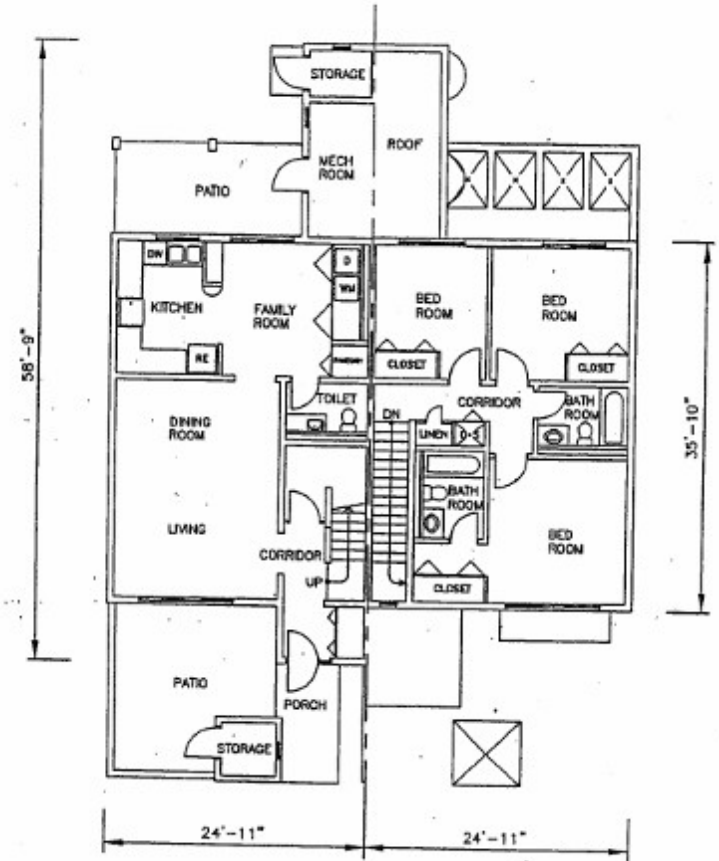 STORAGE
MECH
ROOM
ROOF
PATIO
DW
KITCHEN
FAMILY
ROOM
D
WM
RE
BED
ROOM
BED
ROOM
CLOSET
CLOSET
58'-9"
35'-10"
TOILET
DINING
ROOM
DN
CORRIDOR
LINEN
BATH
ROOM
LIVING
CORRIDOR
UP
BATH
ROOM
BED
ROOM
CLOSET
PATIO
PORCH
STORAGE
24'-11"
24'-11"